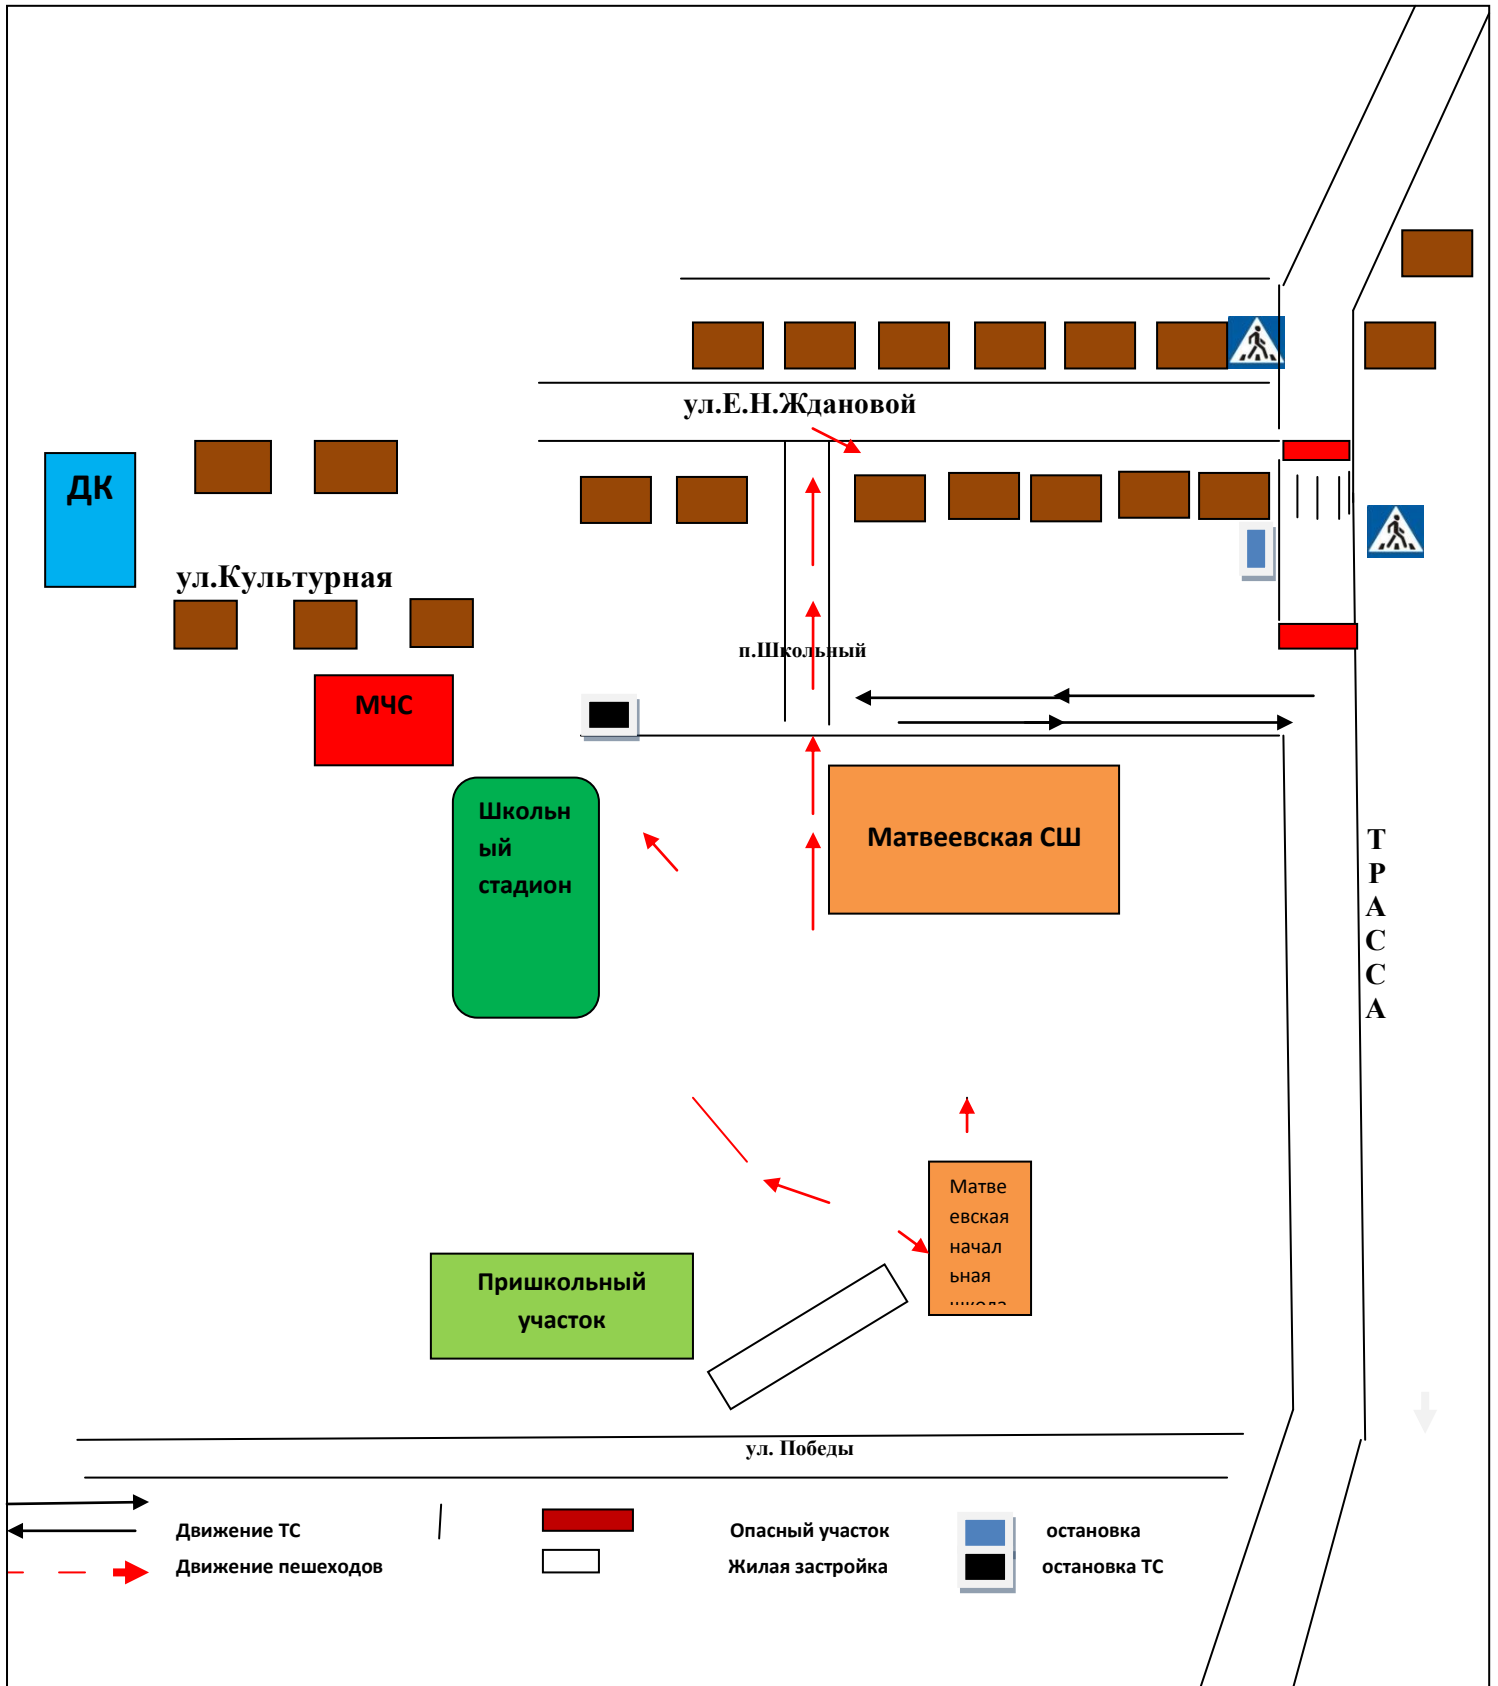 ул.Е.Н.Ждановой
ДК
ул.Культурная
п.Школьный
МЧС
Школьн
ый
стадион
Матвеевская СШ
Т
Р
А
С
С
А
Матве
евская
начал
ьная
школа
Пришкольный
участок
ул. Победы
Движение ТС
Опасный участок
остановка
Движение пешеходов
Жилая застройка
остановка ТС